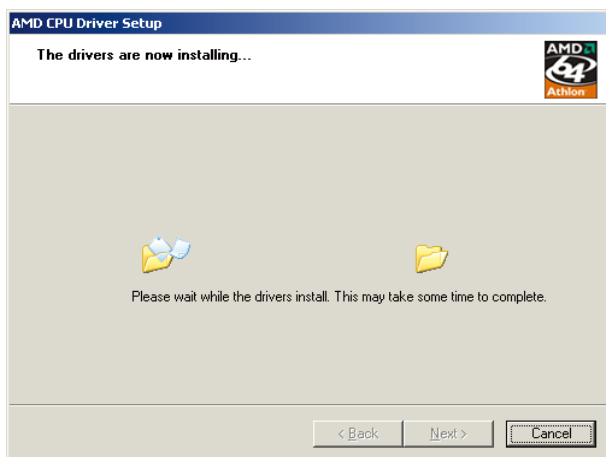 AMD CPU Driver Setup
The drivers are now installing...
AMD
64
Athlon
Please wait while the drivers install. This may take some time to complete.
< Back
Next >
Cancel